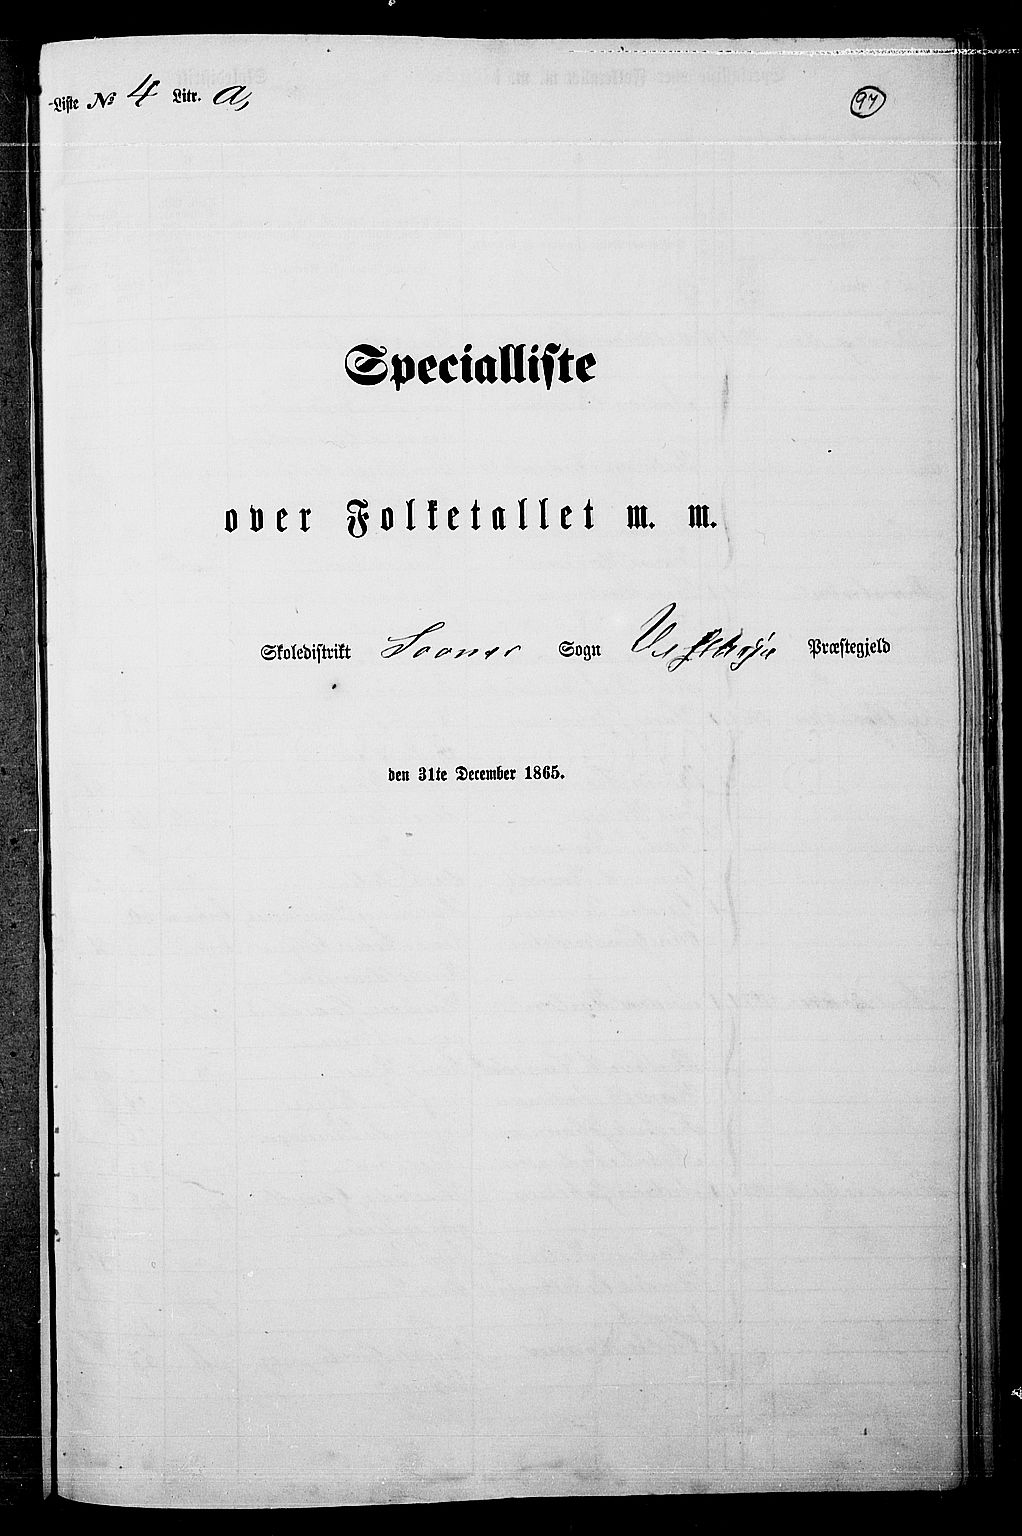 -Liste № 4 Litr. a,
97
Specialliste
over Folketallet m. m.
Skoledistrikt Sogn Præstegjeld
den 31te December 1865.